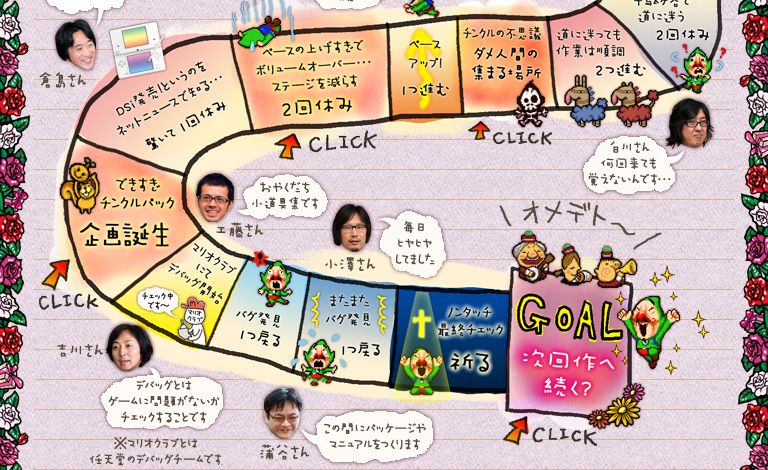 道に迷う
2回休み
道に迷っても
作業は順調
2つ進む
チンクルの不思議
ダメ人間の
集まる場所
ペース
アップ!
1つ進む
ペースの上げすぎで
ボリュームオーバー…
ステージを減らす
2回休み
DSi発売!というのを
ネットニュースで知る…
驚いて1回休み
倉島さん
CLICK
CLICK
白川さん
何回来ても
覚えないんです…
できすぎ
チンクルパック
企画誕生
CLICK
工藤さん
おやくだち
小道具集です
小澤さん
毎日
ヒヤヒヤ
してました
マリオクラブ
にて
デバッグ開始
チェック中
です～
マリオ
クラブ
バグ発見
1つ戻る
またまた
バグ発見
1つ戻る
ノンタッチ
最終チェック
祈る
オメデト～
GOAL
次回作へ
続く?
CLICK
吉川さん
デバッグとは
ゲームに問題がないか
チェックすることです
※マリオクラブとは
任天堂のデバッグチームです
蒲谷さん
この間にパッケージや
マニュアルをつくります